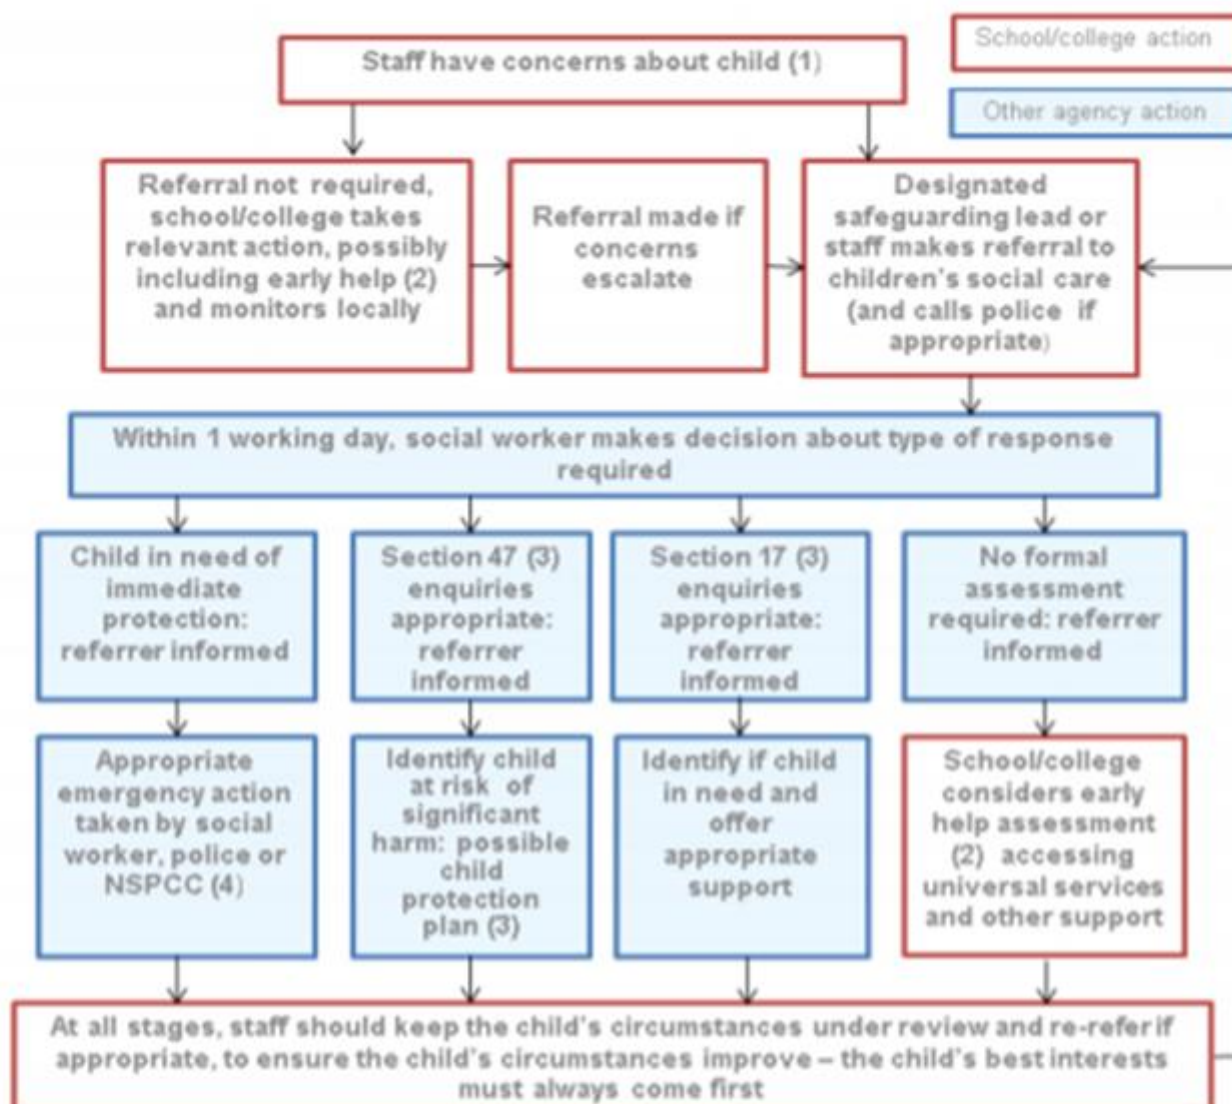 Staff have concerns about child (1)
School/college action
Other agency action
Referral not required,
school/college takes
relevant action, possibly
including early help (2)
and monitors locally
Referral made if
concerns
escalate
Designated
safeguarding lead or
staff makes referral to
children's social care
(and calls police if
appropriate)
Within 1 working day, social worker makes decision about type of response
required
Child in need of
immediate
protection:
referrer informed
Section 47 (3)
enquiries
appropriate:
referrer
informed
Section 17 (3)
enquiries
appropriate:
referrer
informed
No formal
assessment
required: referrer
informed
Appropriate
emergency action
taken by social
worker, police or
NSPCC (4)
Identify child
at risk of
significant
harm: possible
child
protection
plan (3)
Identify if child
in need and
offer
appropriate
support
School/college
considers early
help assessment
(2) accessing
universal services
and other support
At all stages, staff should keep the child's circumstances under review and re-refer if
appropriate, to ensure the child's circumstances improve – the child's best interests
must always come first